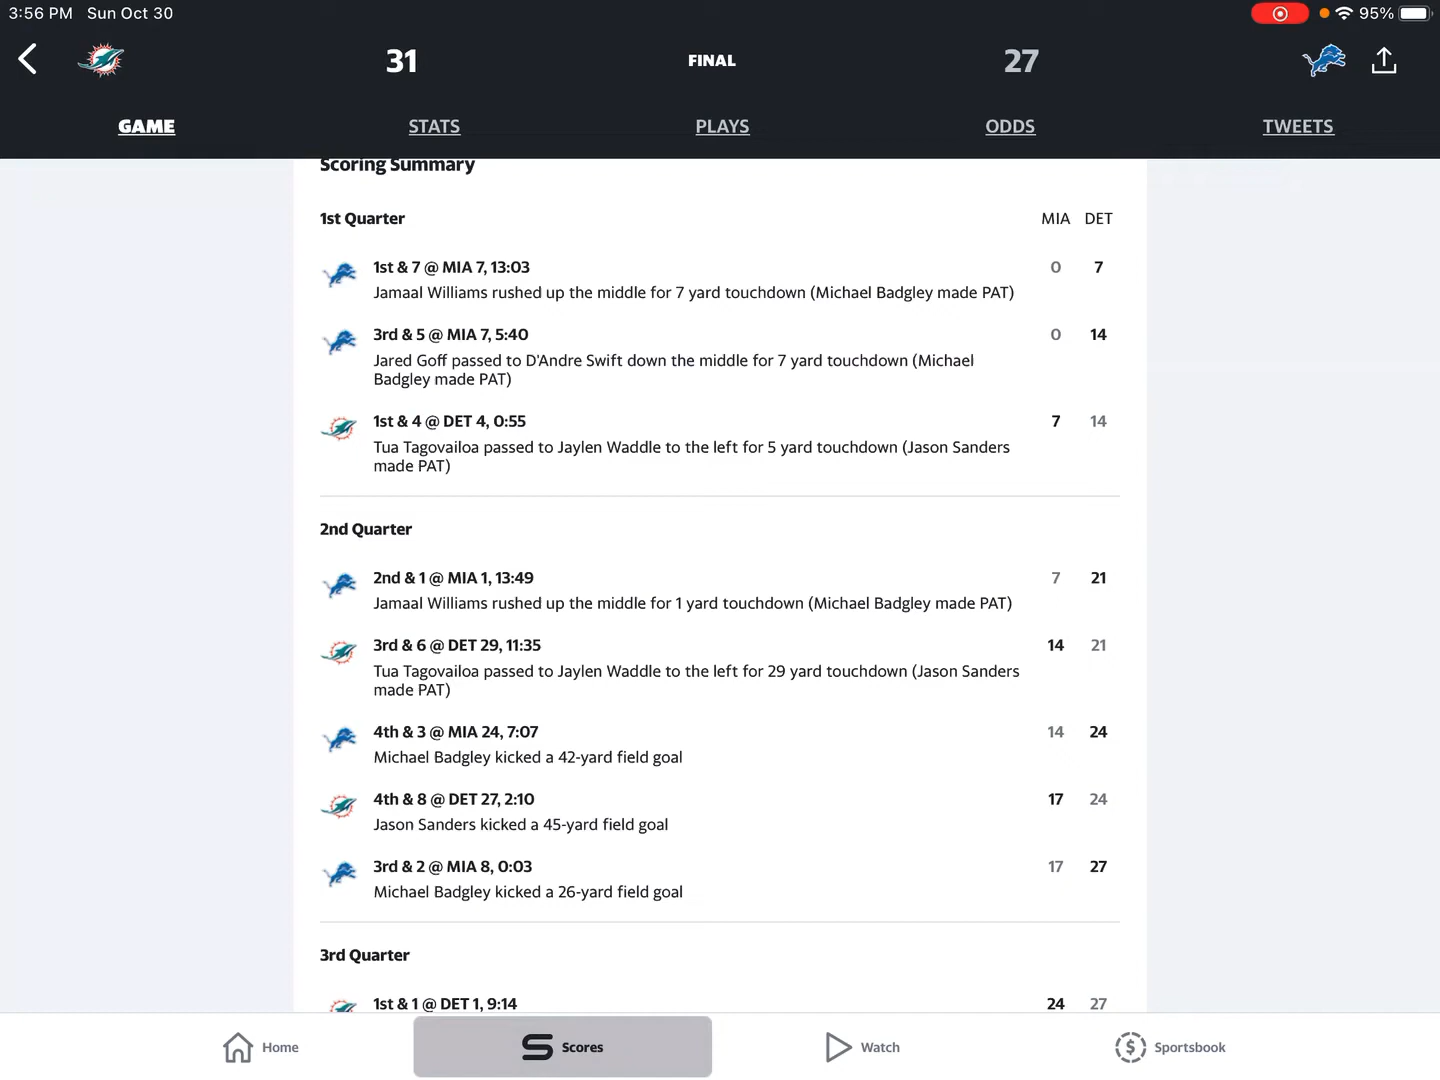 3:56 PM Sun Oct 30
95%
31 FINAL 27
GAME STATS PLAYS ODDS TWEETS
Scoring Summary
1st Quarter MIA DET
1st & 7 @ MIA 7, 13:03 0 7
Jamaal Williams rushed up the middle for 7 yard touchdown (Michael Badgley made PAT)
3rd & 5 @ MIA 7, 5:40 0 14
Jared Goff passed to D'Andre Swift down the middle for 7 yard touchdown (Michael
Badgley made PAT)
1st & 4 @ DET 4, 0:55 7 14
Tua Tagovailoa passed to Jaylen Waddle to the left for 5 yard touchdown (Jason Sanders
made PAT)
2nd Quarter
2nd & 1 @ MIA 1, 13:49 7 21
Jamaal Williams rushed up the middle for 1 yard touchdown (Michael Badgley made PAT)
3rd & 6 @ DET 29, 11:35 14 21
Tua Tagovailoa passed to Jaylen Waddle to the left for 29 yard touchdown (Jason Sanders
made PAT)
4th & 3 @ MIA 24, 7:07 14 24
Michael Badgley kicked a 42-yard field goal
4th & 8 @ DET 27, 2:10 17 24
Jason Sanders kicked a 45-yard field goal
3rd & 2 @ MIA 8, 0:03 17 27
Michael Badgley kicked a 26-yard field goal
3rd Quarter
1st & 1 @ DET 1, 9:14 24 27
Home Scores Watch Sportsbook